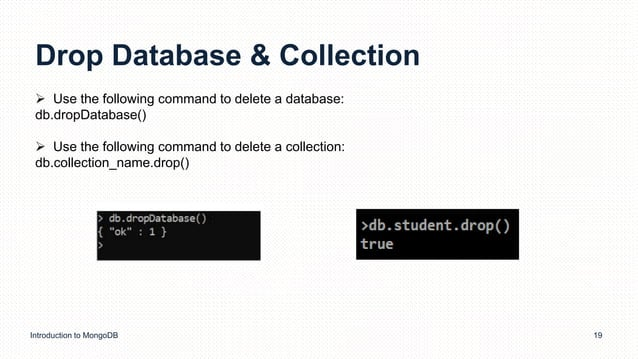 Drop Database & Collection
➢ Use the following command to delete a database:
db.dropDatabase()
➢ Use the following command to delete a collection:
db.collection_name.drop()
> db.dropDatabase()
{ "ok" : 1 }
>
>db.student.drop()
true
Introduction to MongoDB
19